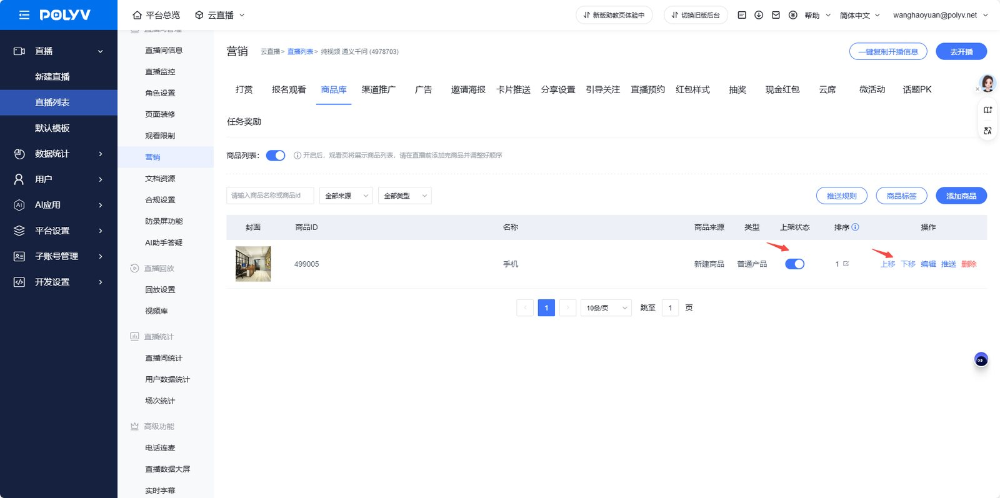 POLYV
平台总览
云直播
新版助教页体验中
切换旧版后台
帮助
简体中文
wanghaoyuan@polyv.net
直播
新建直播
直播列表
默认模板
数据统计
用户
AI应用
平台设置
子账号管理
开发设置
直播间管理
直播间信息
直播监控
角色设置
页面装修
观看限制
营销
文档资源
合规设置
防录屏功能
AI助手答疑
直播回放
回放设置
视频库
直播统计
直播间统计
用户数据统计
场次统计
高级功能
电话连麦
直播数据大屏
实时字幕
营销 云直播> 直播列表> 纯视频 通义千问 (4978703)
一键复制开播信息
去开播
打赏 报名观看 商品库 渠道推广 广告 邀请海报 卡片推送 分享设置 引导关注 直播预约 红包样式 抽奖 现金红包 云席 微活动 话题PK
任务奖励
商品列表： 开启后，观看页将展示商品列表，请在直播前添加完商品并调整好顺序
请输入商品名称或商品id 全部来源 全部类型 推送规则 商品标签 添加商品
封面 商品ID 名称 商品来源 类型 上架状态 排序 操作
499005 手机 新建商品 普通产品 1 上移 下移 编辑 推送 删除
1 10条/页 跳至 1 页